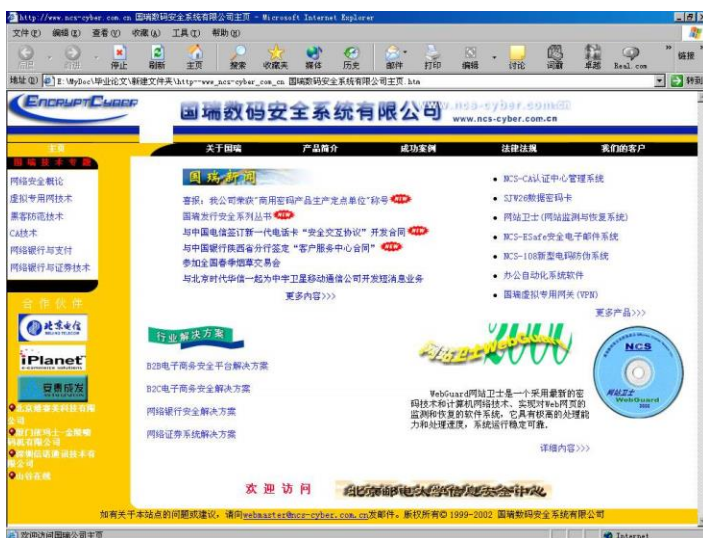 http://www.ncs-cyber.com.cn 国瑞数码安全系统有限公司主页 - Microsoft Internet Explorer
文件(F) 编辑(E) 查看(V) 收藏(A) 工具(T) 帮助(H)
后退 前进 停止 刷新 主页 搜索 收藏夹 媒体 历史 邮件 打印 编辑 讨论 词霸 卓越 Real.com 链接
地址(D) E:\MyDoc\毕业论文\新建文件夹\http--www_ncs-cyber_com_cn 国瑞数码安全系统有限公司主页.htm 转到
ENCRYPTCYBER
国瑞数码安全系统有限公司
www.ncs-cyber.com.cn
主页 关于国瑞 产品简介 成功案例 法律法规 我们的客户
国瑞技术专题
网络安全概论
虚拟专用网技术
黑客防范技术
CA技术
网络银行与支付
网络银行与证券技术
合作伙伴
北京电信
iPlanet
国瑞新闻
喜报：我公司荣获"商用密码产品生产定点单位"称号 NEW
国瑞发行安全系列丛书 NEW
与中国电信签订新一代电话卡“安全交互协议”开发合同 NEW
与中国银行陕西省分行签定“客户服务中心合同” NEW
参加全国春季烟草交易会
与北京时代华信一起为中宇卫星移动通信公司开发短消息业务
更多内容>>>
NCS-CA认证中心管理系统
SJW26数据密码卡
网站卫士(网站监测与恢复系统)
NCS-ESafe安全电子邮件系统
NCS-108新型电码防伪系统
办公自动化系统软件
国瑞虚拟专用网关(VPN)
更多产品>>>
行业解决方案
B2B电子商务安全平台解决方案
B2C电子商务安全解决方案
网络银行安全解决方案
网络证券系统解决方案
网站卫士WebGUARD
2000
NCS
网站卫士
WebGuard
WebGuard网站卫士是一个采用最新的密
码技术和计算机网络技术、实现对Web网页的
监测和恢复的软件系统。它具有极高的处理能
力和处理速度，系统运行稳定可靠。
详细内容>>>
欢迎访问 北京邮电大学信息安全中心
如有关于本站点的问题或建议，请向webmaster@ncs-cyber.com.cn发邮件。版权所有© 1999-2002 国瑞数码安全系统有限公司
欢迎访问国瑞公司主页 Internet